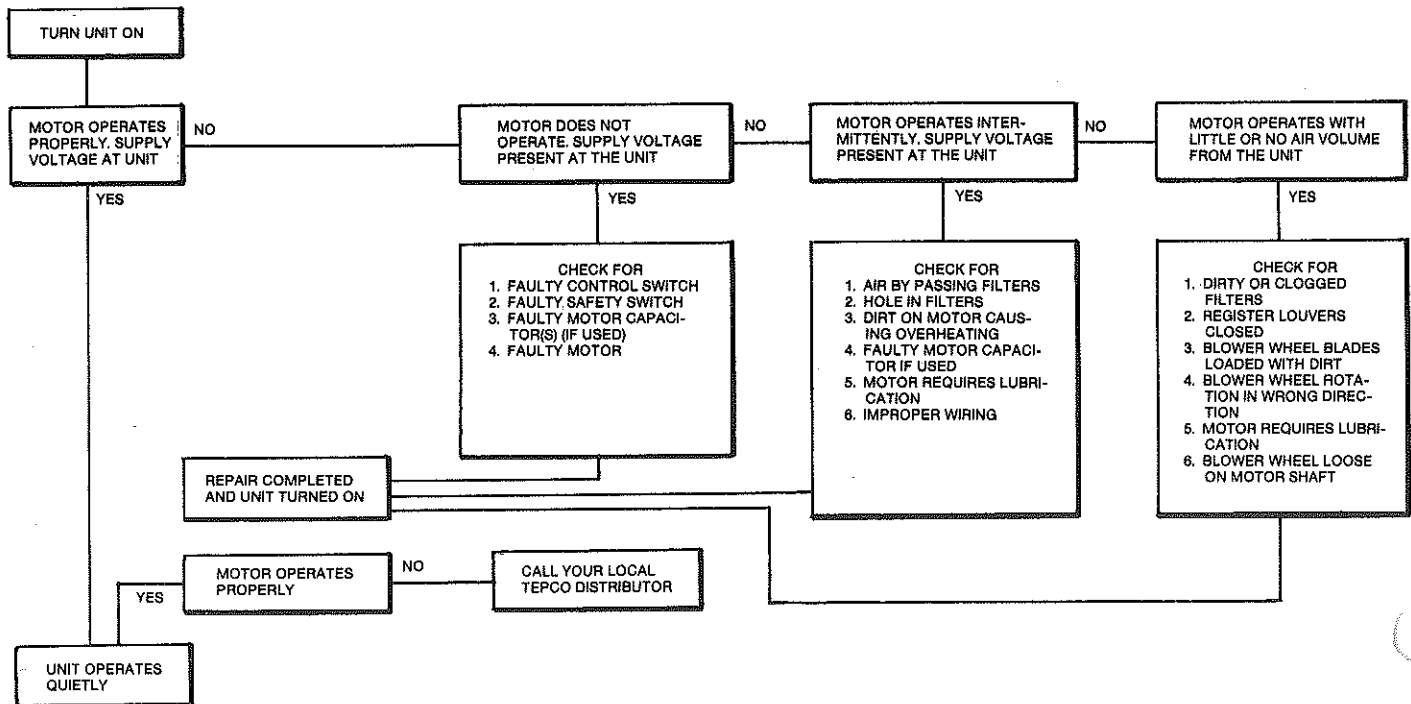 TURN UNIT ON
MOTOR OPERATES
PROPERLY. SUPPLY
VOLTAGE AT UNIT
NO
MOTOR DOES NOT
OPERATE. SUPPLY VOLTAGE
PRESENT AT THE UNIT
NO
MOTOR OPERATES INTER-
MITTENTLY. SUPPLY VOLTAGE
PRESENT AT THE UNIT
NO
MOTOR OPERATES WITH
LITTLE OR NO AIR VOLUME
FROM THE UNIT
YES
YES
YES
YES
CHECK FOR
1. FAULTY CONTROL SWITCH
2. FAULTY SAFETY SWITCH
3. FAULTY MOTOR CAPACI-
TOR(S) (IF USED)
4. FAULTY MOTOR
CHECK FOR
1. AIR BY PASSING FILTERS
2. HOLE IN FILTERS
3. DIRT ON MOTOR CAUS-
ING OVERHEATING
4. FAULTY MOTOR CAPACI-
TOR IF USED
5. MOTOR REQUIRES LUBRI-
CATION
6. IMPROPER WIRING
CHECK FOR
1. DIRTY OR CLOGGED
FILTERS
2. REGISTER LOUVERS
CLOSED
3. BLOWER WHEEL BLADES
LOADED WITH DIRT
4. BLOWER WHEEL ROTA-
TION IN WRONG DIREC-
TION
5. MOTOR REQUIRES LUBRI-
CATION
6. BLOWER WHEEL LOOSE
ON MOTOR SHAFT
REPAIR COMPLETED
AND UNIT TURNED ON
MOTOR OPERATES
PROPERLY
NO
CALL YOUR LOCAL
TEPCO DISTRIBUTOR
YES
UNIT OPERATES
QUIETLY